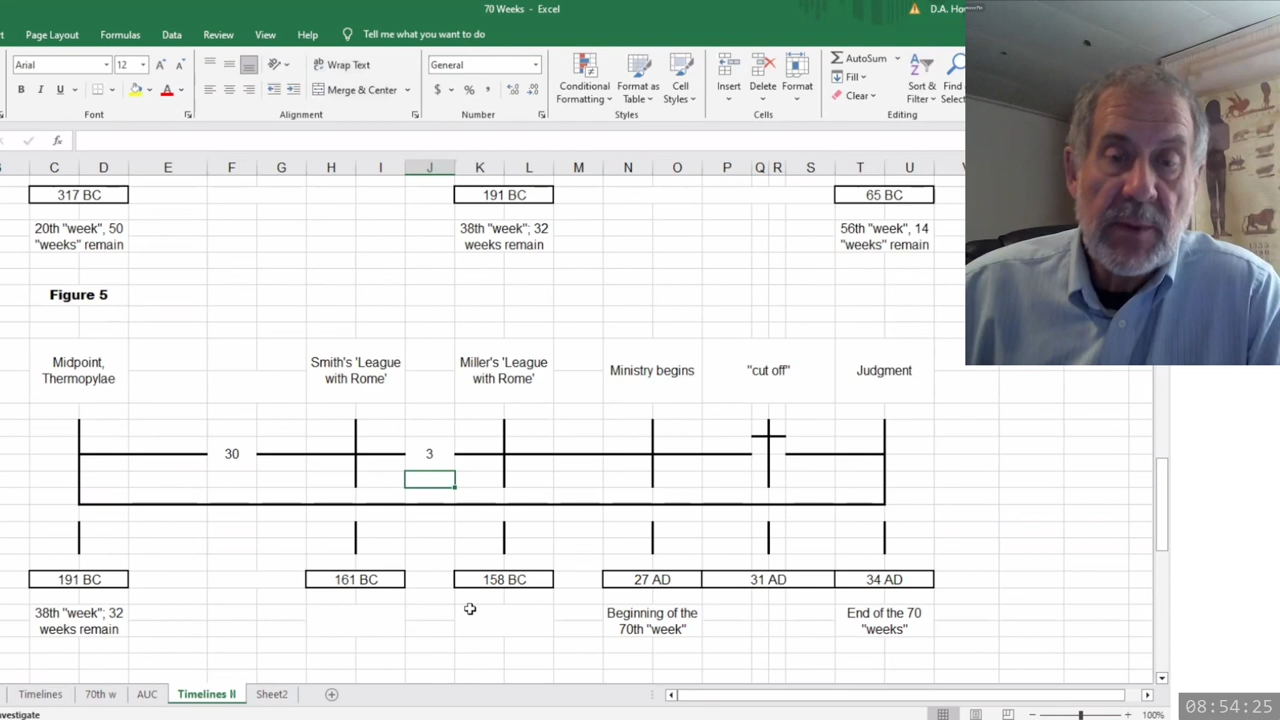 70 Weeks - Excel
D.A. Ho
Page Layout
Formulas
Data
Review
View
Help
Tell me what you want to do
Arial
12
A
A
Wrap Text
General
AutoSum
Fill
Clear
B I U
A
Merge & Center
$ % ,
Conditional
Formatting
Format as
Table
Cell
Styles
Insert
Delete
Format
Sort &
Filter
Find
Select
Font
Alignment
Number
Styles
Cells
Editing
fx
C D E F G H I J K L M N O P Q R S T U
317 BC
191 BC
65 BC
20th "week", 50
"weeks" remain
38th "week"; 32
weeks remain
56th "week", 14
"weeks" remain
Figure 5
Midpoint,
Thermopylae
Smith's 'League
with Rome'
Miller's 'League
with Rome'
Ministry begins
"cut off"
Judgment
30
3
191 BC
161 BC
158 BC
27 AD
31 AD
34 AD
38th "week"; 32
weeks remain
Beginning of the
70th "week"
End of the 70
"weeks"
Timelines
70th w
AUC
Timelines II
Sheet2
vestigate
100%
08:54:25